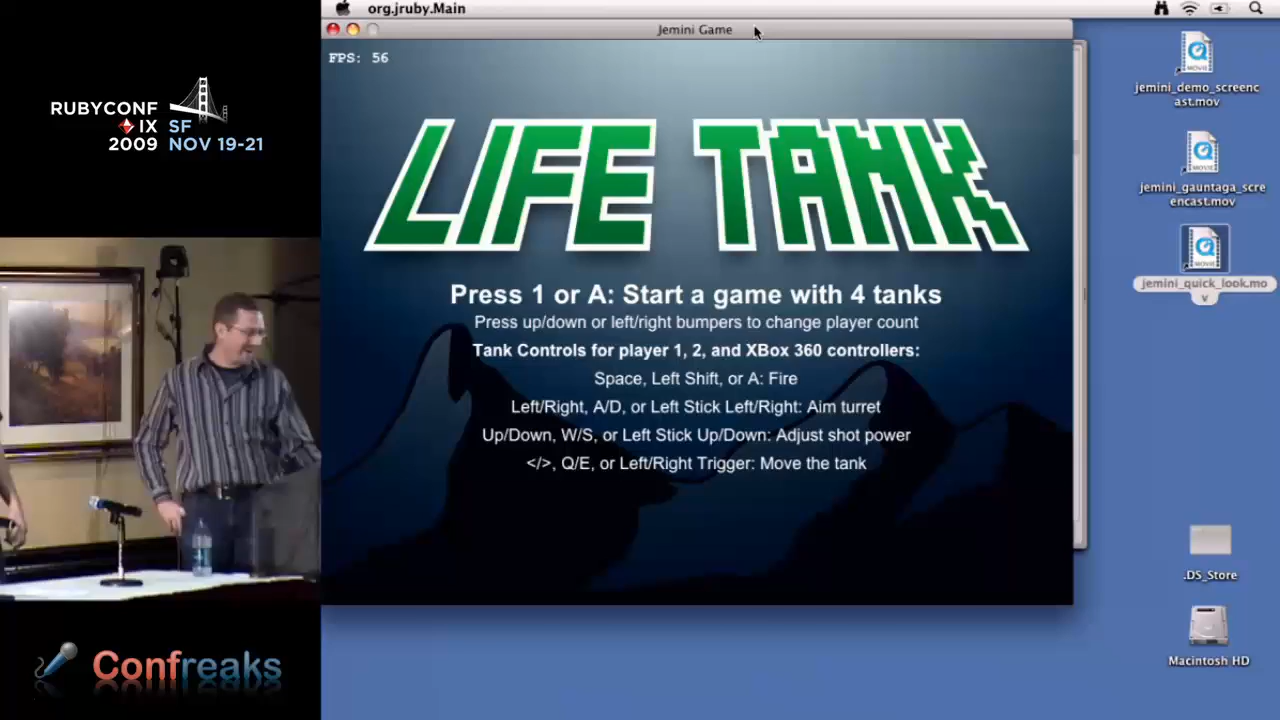 org.jruby.Main
Jemini Game
FPS: 56
LIFE TANK
Press 1 or A: Start a game with 4 tanks
Press up/down or left/right bumpers to change player count
Tank Controls for player 1, 2, and XBox 360 controllers:
Space, Left Shift, or A: Fire
Left/Right, A/D, or Left Stick Left/Right: Aim turret
Up/Down, W/S, or Left Stick Up/Down: Adjust shot power
</>, Q/E, or Left/Right Trigger: Move the tank
RUBYCONF
IX SF
2009 NOV 19-21
Confreaks
MOVIE
jemini_demo_screenc
ast.mov
MOVIE
jemini_gauntaga_scre
encast.mov
MOVIE
jemini_quick_look.mo
v
.DS_Store
Macintosh HD